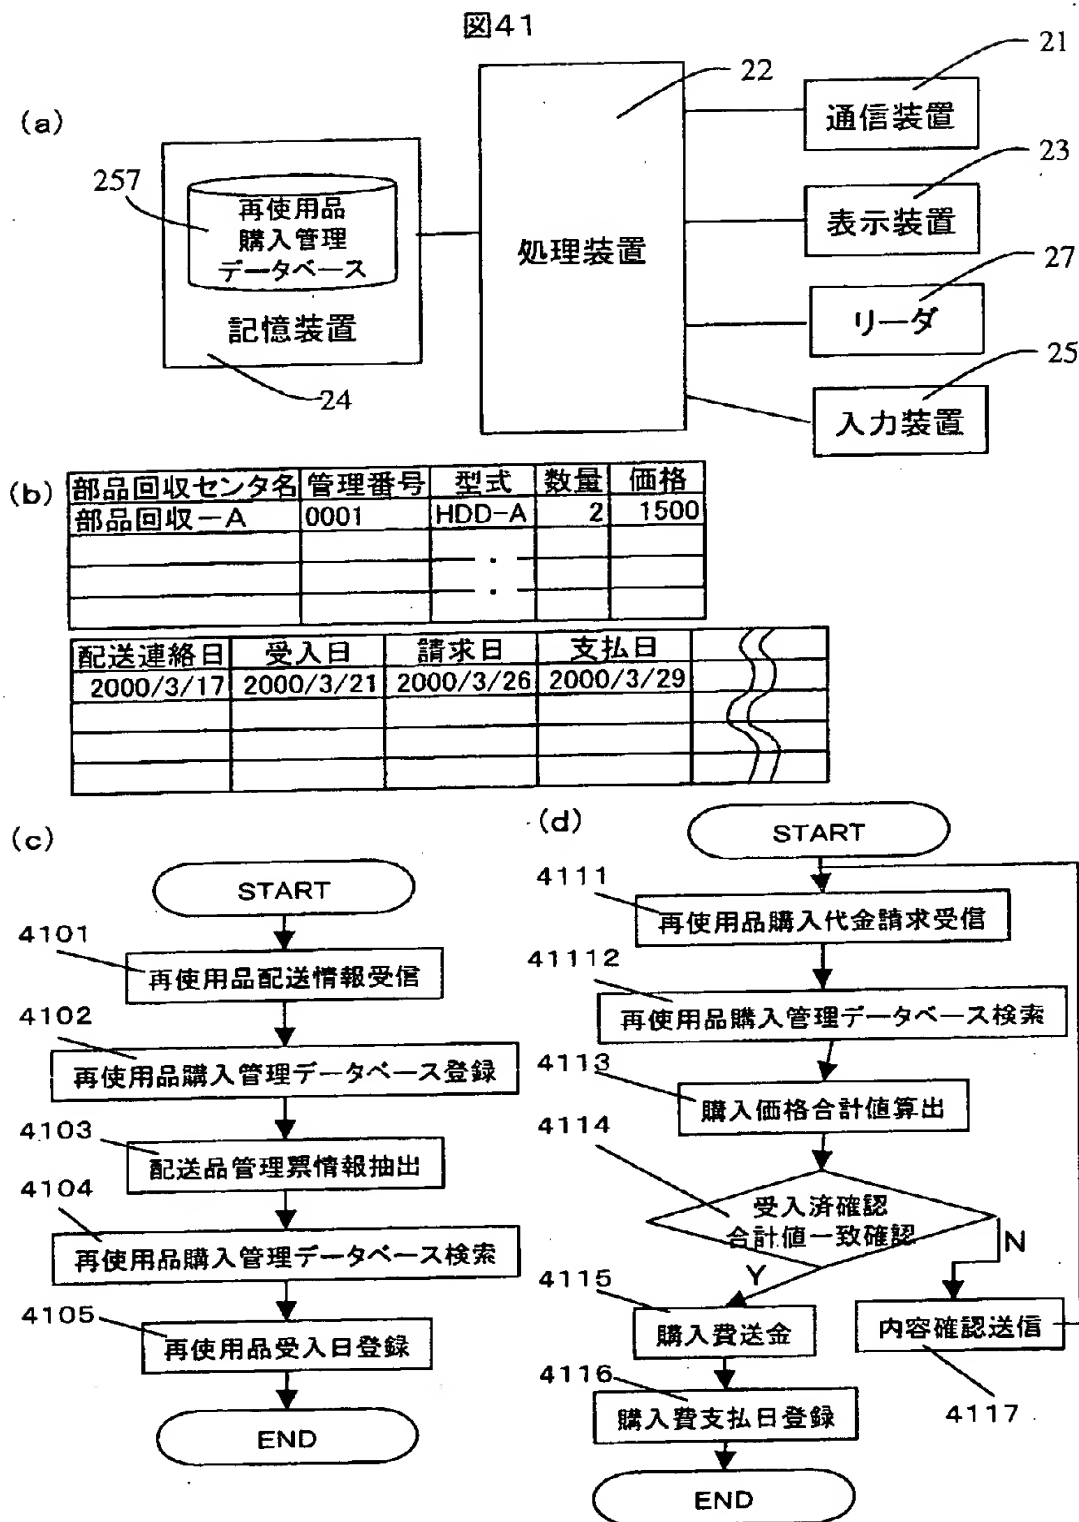 図41
(a)
257
再使用品
購入管理
データベース
記憶装置
24
処理装置
22
通信装置
21
表示装置
23
リーダ
27
入力装置
25
(b)
部品回収センタ名 管理番号 型式 数量 価格
部品回収－A 0001 HDD-A 2 1500
配送連絡日 受入日 請求日 支払日
2000/3/17 2000/3/21 2000/3/26 2000/3/29
(c)
START
4101
再使用品配送情報受信
4102
再使用品購入管理データベース登録
4103
配送品管理票情報抽出
4104
再使用品購入管理データベース検索
4105
再使用品受入日登録
END
(d)
START
4111
再使用品購入代金請求受信
41112
再使用品購入管理データベース検索
4113
購入価格合計値算出
4114
受入済確認
合計値一致確認
N
Y
4115
購入費送金
内容確認送信
4116
購入費支払日登録
4117
END